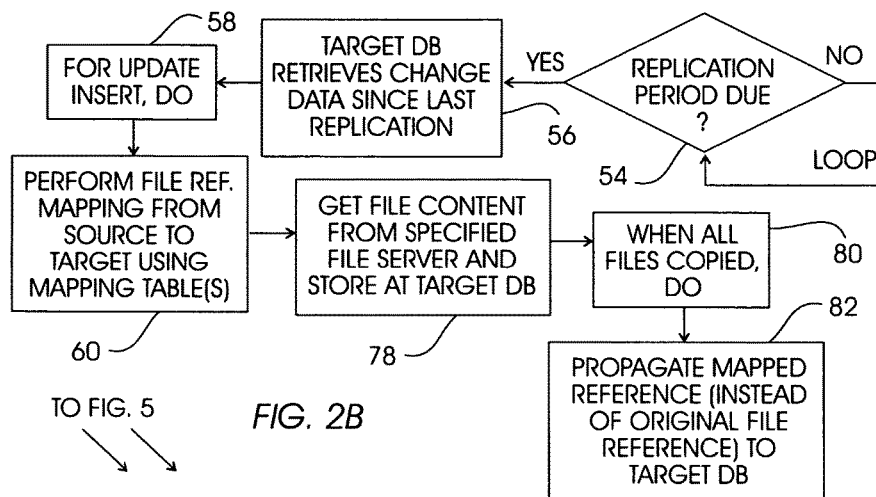 58
FOR UPDATE
INSERT, DO
TARGET DB
RETRIEVES CHANGE
DATA SINCE LAST
REPLICATION
56
YES
REPLICATION
PERIOD DUE
?
54
NO
LOOP
PERFORM FILE REF.
MAPPING FROM
SOURCE TO
TARGET USING
MAPPING TABLE(S)
60
GET FILE CONTENT
FROM SPECIFIED
FILE SERVER AND
STORE AT TARGET DB
78
WHEN ALL
FILES COPIED,
DO
80
82
PROPAGATE MAPPED
REFERENCE (INSTEAD
OF ORIGINAL FILE
REFERENCE) TO
TARGET DB
TO FIG. 5
FIG. 2B